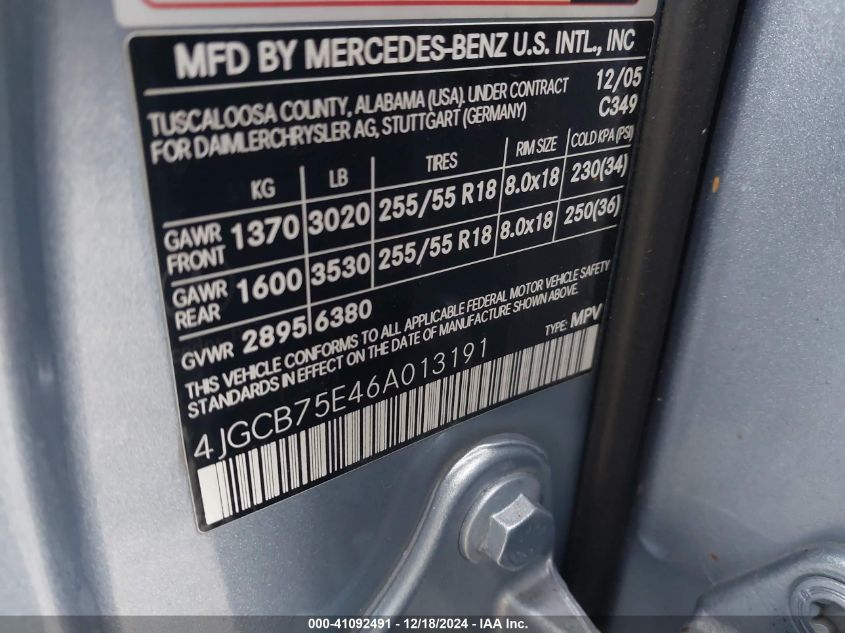 MFD BY MERCEDES-BENZ U.S. INTL., INC
TUSCALOOSA COUNTY, ALABAMA (USA). UNDER CONTRACT 12/05
FOR DAIMLERCHRYSLER AG, STUTTGART (GERMANY) C349
KG LB TIRES RIM SIZE COLD KPA (PSI)
GAWR FRONT 1370 3020 255/55 R18 8.0x18 230(34)
GAWR REAR 1600 3530 255/55 R18 8.0x18 250(36)
GVWR 2895 6380
THIS VEHICLE CONFORMS TO ALL APPLICABLE FEDERAL MOTOR VEHICLE SAFETY
STANDARDS IN EFFECT ON THE DATE OF MANUFACTURE SHOWN ABOVE.
4JGCB75E46A013191 TYPE: MPV
000-41092491 - 12/18/2024 - IAAI Inc.